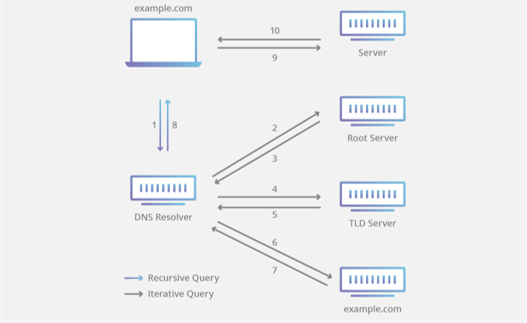 example.com
10
9
Server
1
8
2
3
Root Server
DNS Resolver
4
5
TLD Server
6
7
Recursive Query
Iterative Query
example.com